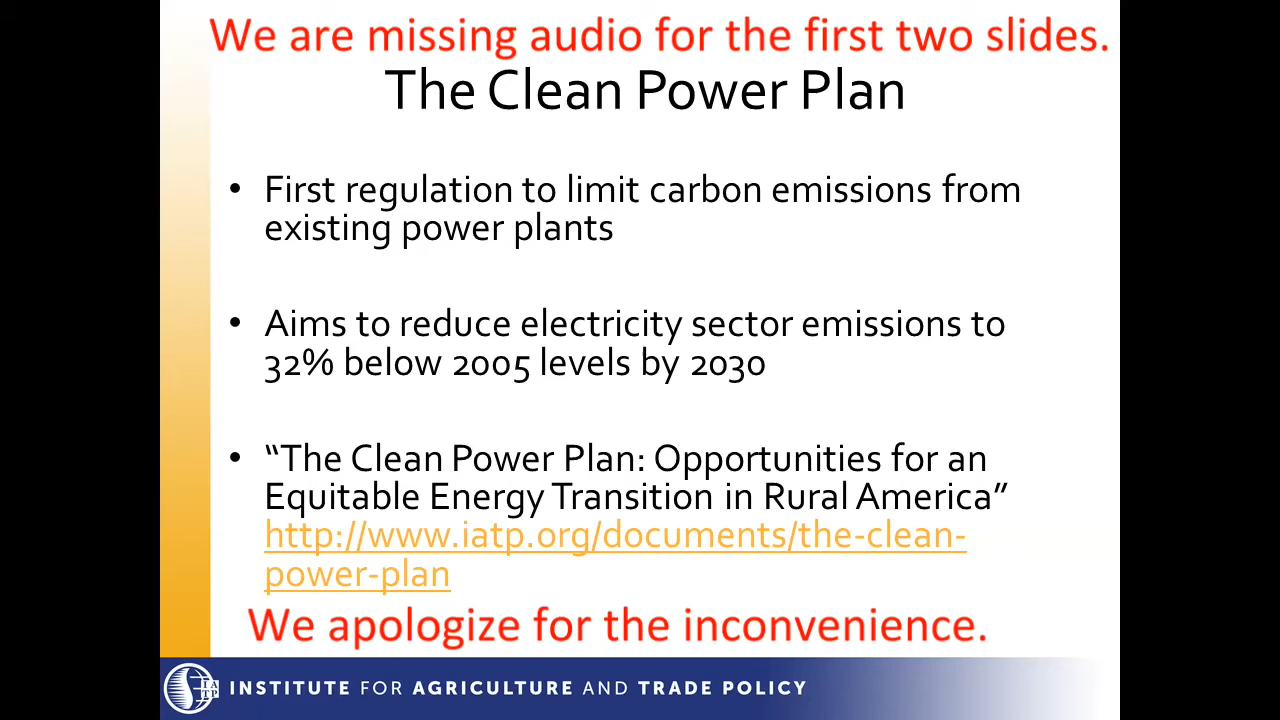 We are missing audio for the first two slides.
The Clean Power Plan
• First regulation to limit carbon emissions from
existing power plants
• Aims to reduce electricity sector emissions to
32% below 2005 levels by 2030
• “The Clean Power Plan: Opportunities for an
Equitable Energy Transition in Rural America”
http://www.iatp.org/documents/the-clean-
power-plan
We apologize for the inconvenience.
IATP
INSTITUTE FOR AGRICULTURE AND TRADE POLICY